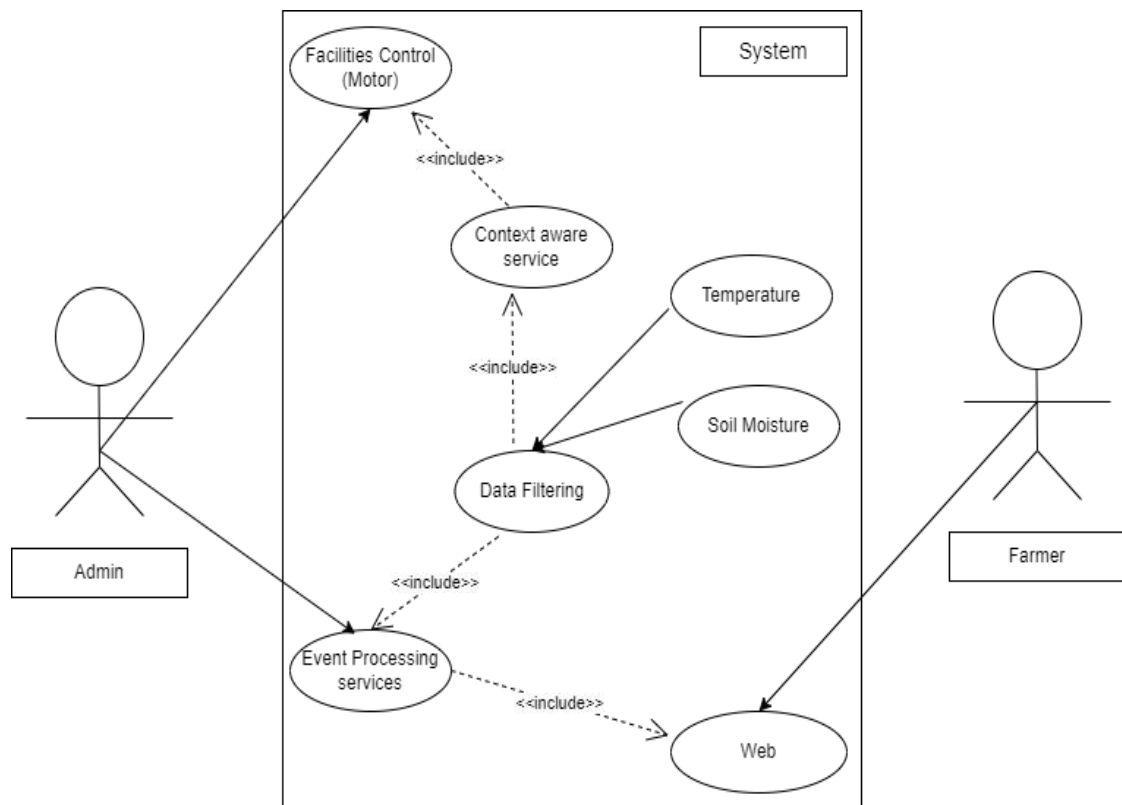 Facilities Control
(Motor)
System
<<include>>
Context aware
service
Temperature
<<include>>
Soil Moisture
Data Filtering
Admin
Farmer
<<include>>
Event Processing
services
<<include>>
Web